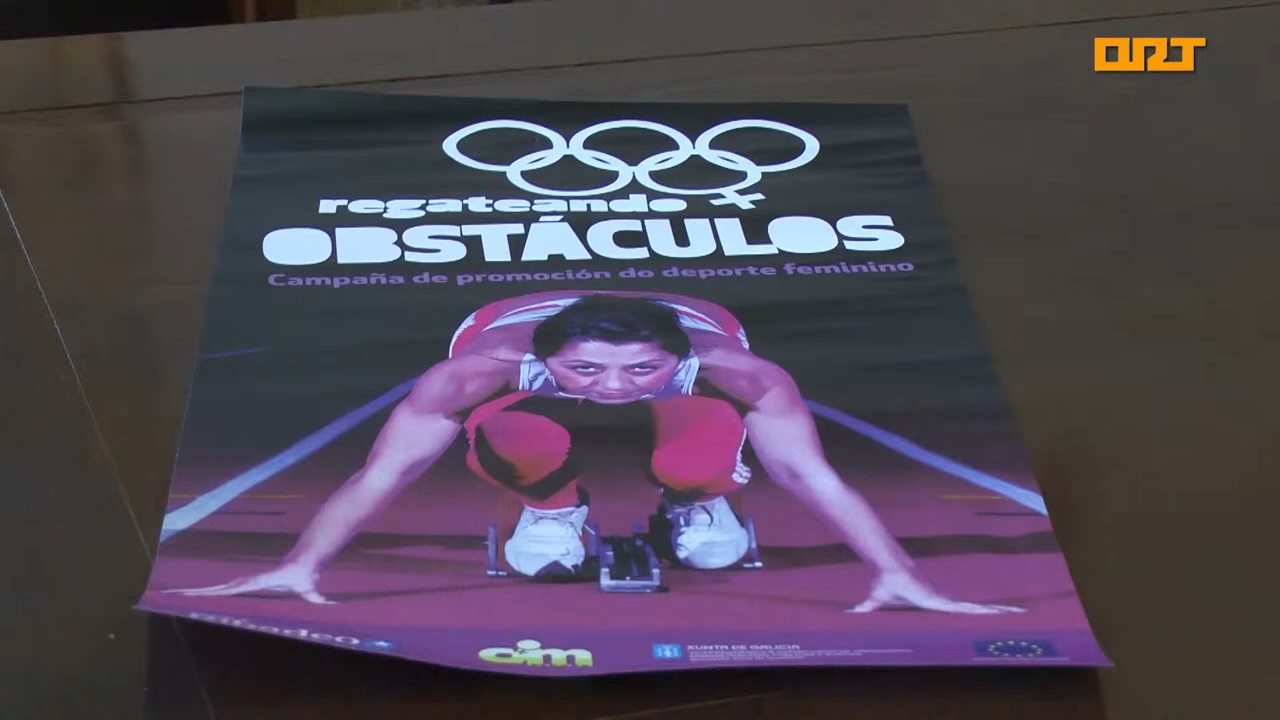 ORT
regateando
OBSTÁCULOS
Campaña de promoción do deporte feminino
cim
XUNTA DE GALICIA